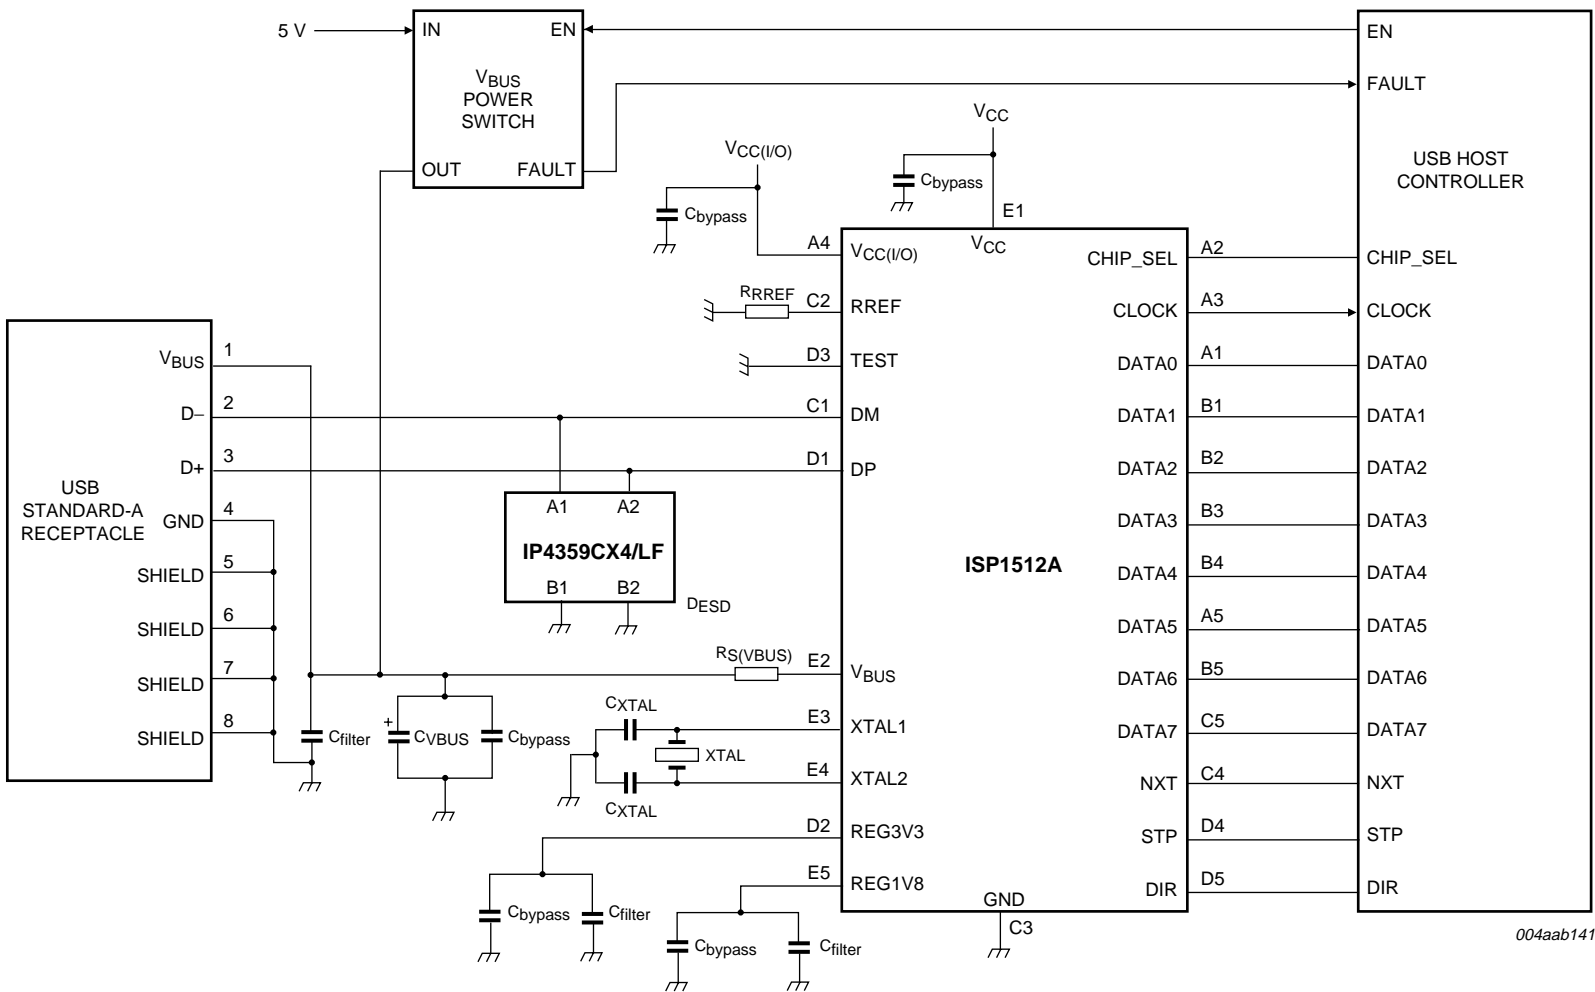 5 V
IN
EN
VBUS
POWER
SWITCH
OUT
FAULT
EN
FAULT
USB HOST
CONTROLLER
CHIP_SEL
CLOCK
DATA0
DATA1
DATA2
DATA3
DATA4
DATA5
DATA6
DATA7
NXT
STP
DIR
VCC
Cbypass
E1
VCC(I/O)
Cbypass
A4
VCC(I/O)
VCC
RRREF
C2
RREF
D3
TEST
C1
DM
D1
DP
ISP1512A
CHIP_SEL
A2
CLOCK
A3
DATA0
A1
DATA1
B1
DATA2
B2
DATA3
B3
DATA4
B4
DATA5
A5
DATA6
B5
DATA7
C5
NXT
C4
STP
D4
DIR
D5
USB
STANDARD-A
RECEPTACLE
VBUS
1
D–
2
D+
3
GND
4
SHIELD
5
SHIELD
6
SHIELD
7
SHIELD
8
A1
A2
IP4359CX4/LF
B1
B2
DESD
RS(VBUS)
E2
VBUS
Cfilter
+
CVBUS
Cbypass
CXTAL
XTAL
CXTAL
E3
XTAL1
E4
XTAL2
D2
REG3V3
Cbypass
Cfilter
E5
REG1V8
Cbypass
Cfilter
GND
C3
004aab141